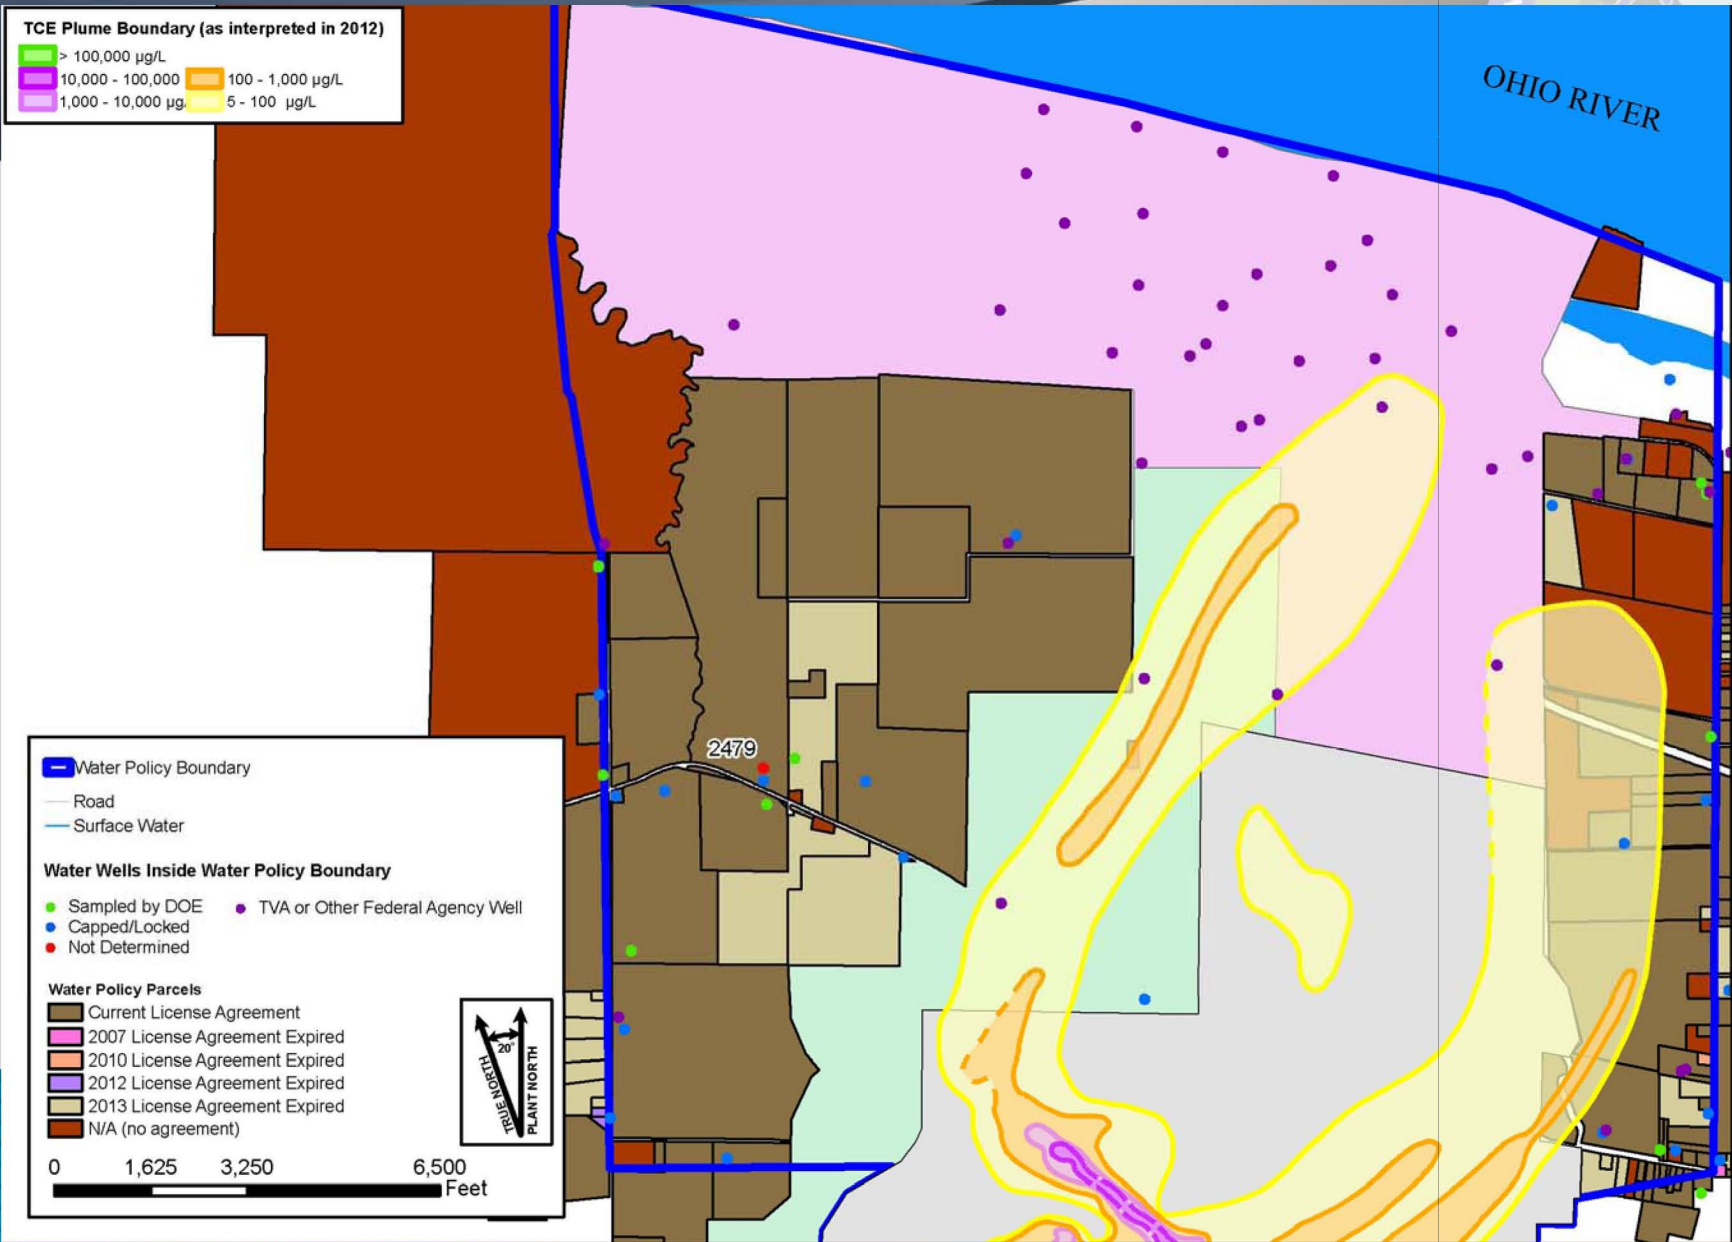 TCE Plume Boundary (as interpreted in 2012)
> 100,000 µg/L
10,000 - 100,000 100 - 1,000 µg/L
1,000 - 10,000 µg/ 5 - 100 µg/L
OHIO RIVER
2479
Water Policy Boundary
Road
Surface Water
Water Wells Inside Water Policy Boundary
Sampled by DOE TVA or Other Federal Agency Well
Capped/Locked
Not Determined
Water Policy Parcels
Current License Agreement
2007 License Agreement Expired
2010 License Agreement Expired
2012 License Agreement Expired
2013 License Agreement Expired
N/A (no agreement)
20°
TRUE NORTH
PLANT NORTH
0 1,625 3,250 6,500
Feet